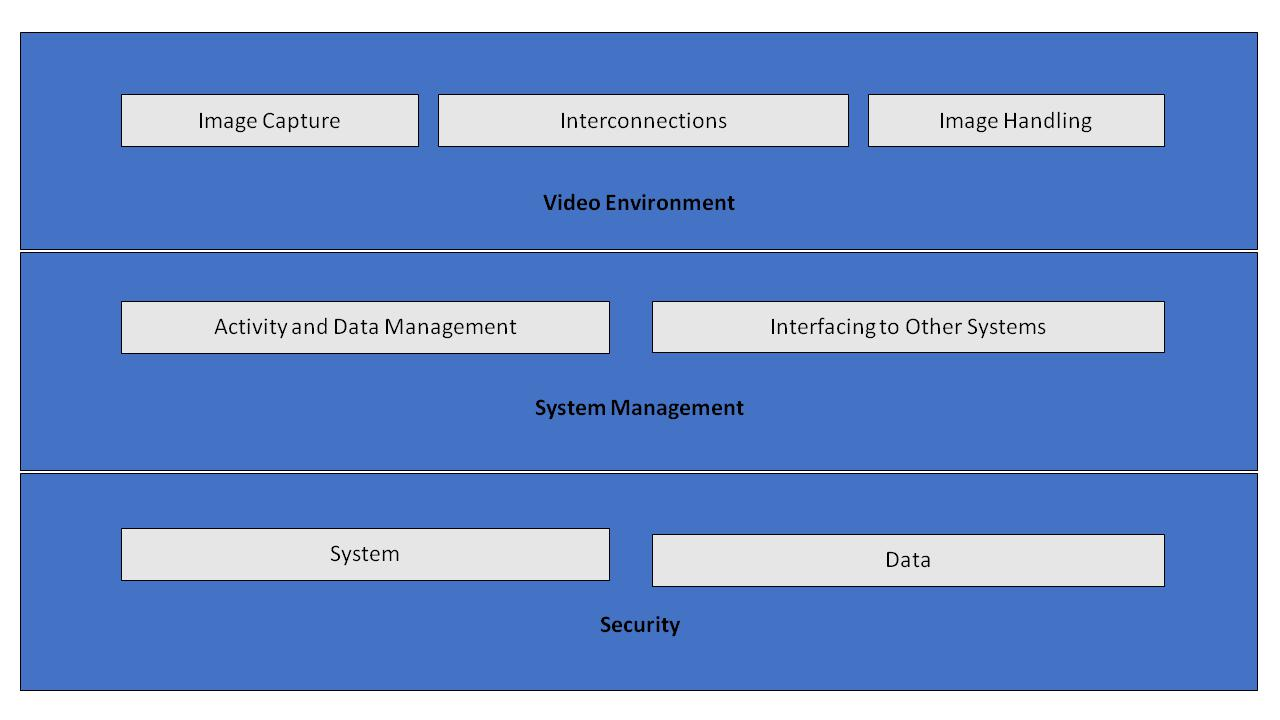 Image Capture
Interconnections
Image Handling
Video Environment
Activity and Data Management
Interfacing to Other Systems
System Management
System
Data
Security